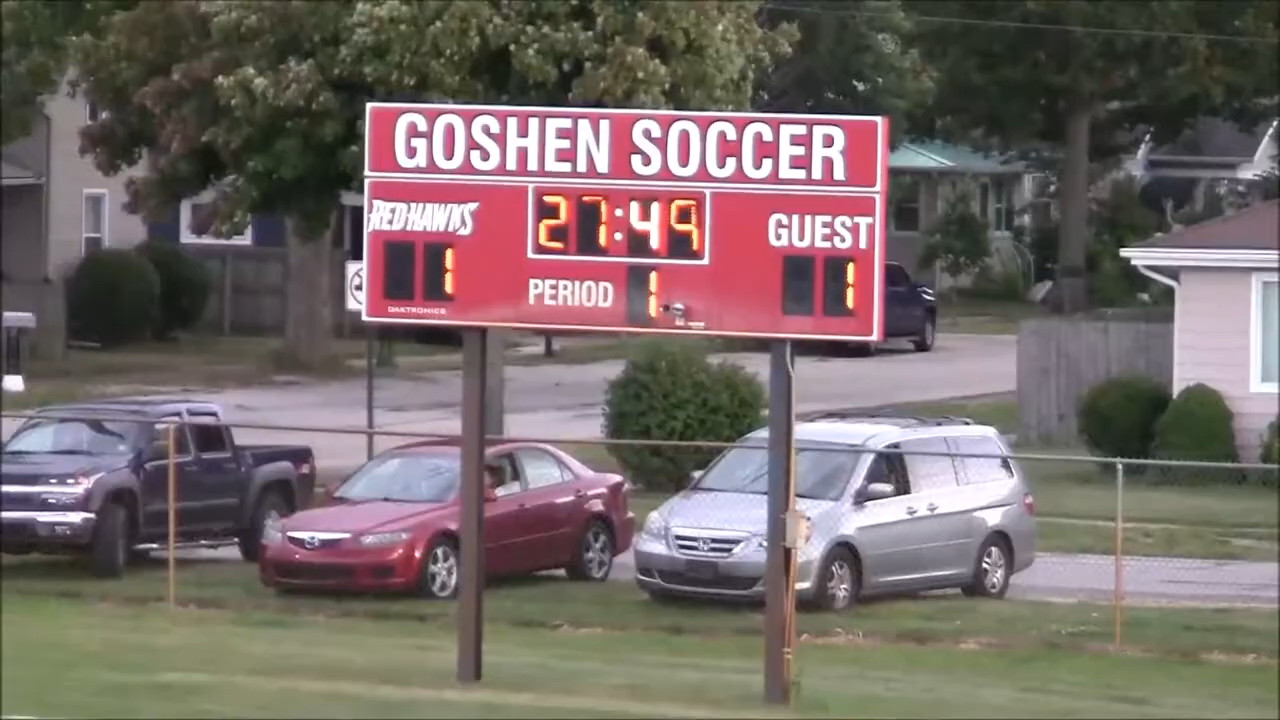 GOSHEN SOCCER
REDHAWKS 27:49 GUEST
1 PERIOD 1 1
DAKTRONICS